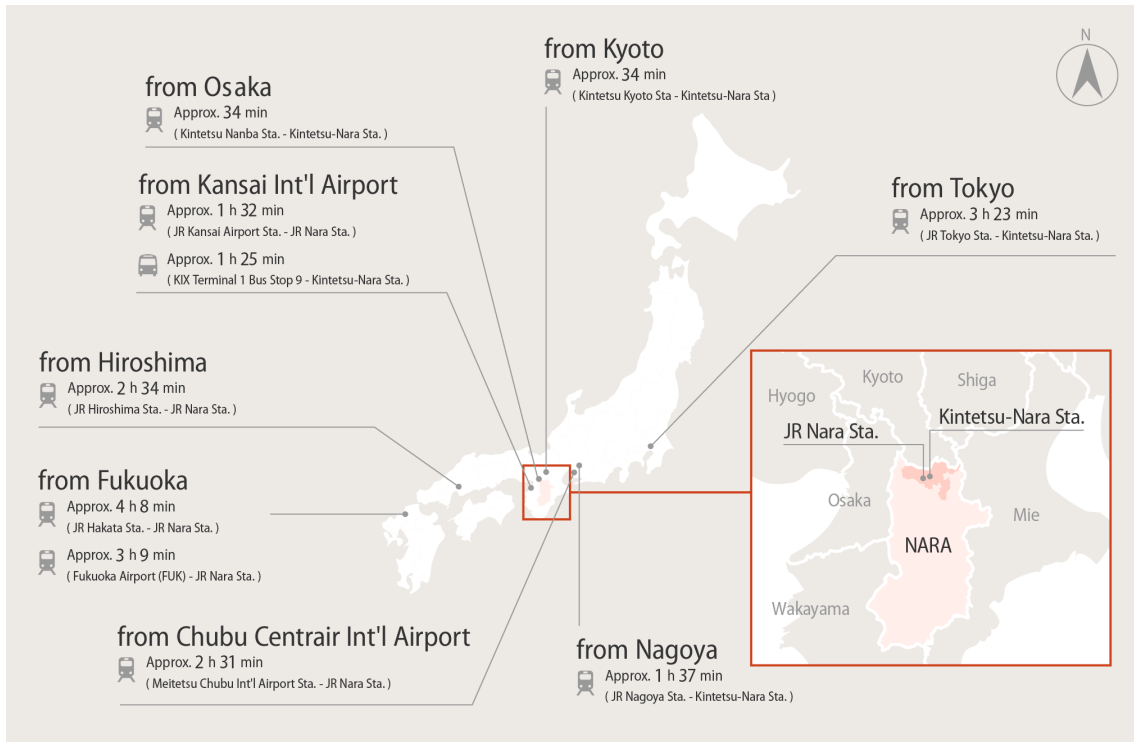 from Kyoto
Approx. 34 min
( Kintetsu Kyoto Sta - Kintetsu-Nara Sta )
N
from Osaka
Approx. 34 min
( Kintetsu Nanba Sta. - Kintetsu-Nara Sta. )
from Kansai Int'l Airport
Approx. 1 h 32 min
( JR Kansai Airport Sta. - JR Nara Sta. )
Approx. 1 h 25 min
( KIX Terminal 1 Bus Stop 9 - Kintetsu-Nara Sta. )
from Tokyo
Approx. 3 h 23 min
( JR Tokyo Sta. - Kintetsu-Nara Sta. )
from Hiroshima
Approx. 2 h 34 min
( JR Hiroshima Sta. - JR Nara Sta. )
from Fukuoka
Approx. 4 h 8 min
( JR Hakata Sta. - JR Nara Sta. )
Approx. 3 h 9 min
( Fukuoka Airport (FUK) - JR Nara Sta. )
from Chubu Centrair Int'l Airport
Approx. 2 h 31 min
( Meitetsu Chubu Int'l Airport Sta. - JR Nara Sta. )
from Nagoya
Approx. 1 h 37 min
( JR Nagoya Sta. - Kintetsu-Nara Sta. )
Kyoto
Shiga
Hyogo
Kintetsu-Nara Sta.
JR Nara Sta.
Osaka
Mie
NARA
Wakayama